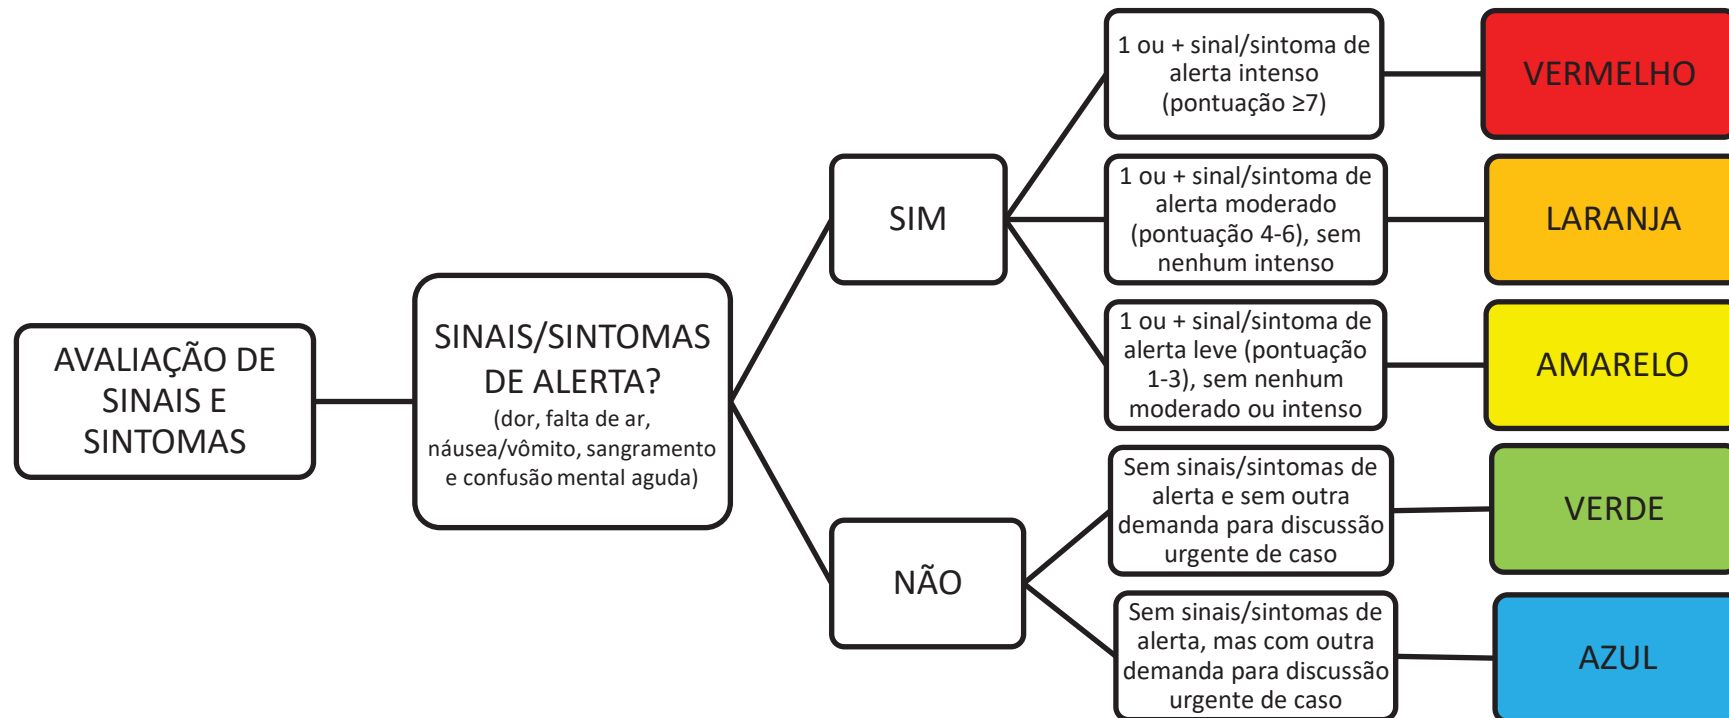 AVALIAÇÃO DE
SINAIS E
SINTOMAS
SINAIS/SINTOMAS
DE ALERTA?
(dor, falta de ar,
náusea/vômito, sangramento
e confusão mental aguda)
SIM
1 ou + sinal/sintoma de
alerta intenso
(pontuação ≥7)
VERMELHO
1 ou + sinal/sintoma de
alerta moderado
(pontuação 4-6), sem
nenhum intenso
LARANJA
1 ou + sinal/sintoma de
alerta leve (pontuação
1-3), sem nenhum
moderado ou intenso
AMARELO
NÃO
Sem sinais/sintomas de
alerta e sem outra
demanda para discussão
urgente de caso
VERDE
Sem sinais/sintomas de
alerta, mas com outra
demanda para discussão
urgente de caso
AZUL